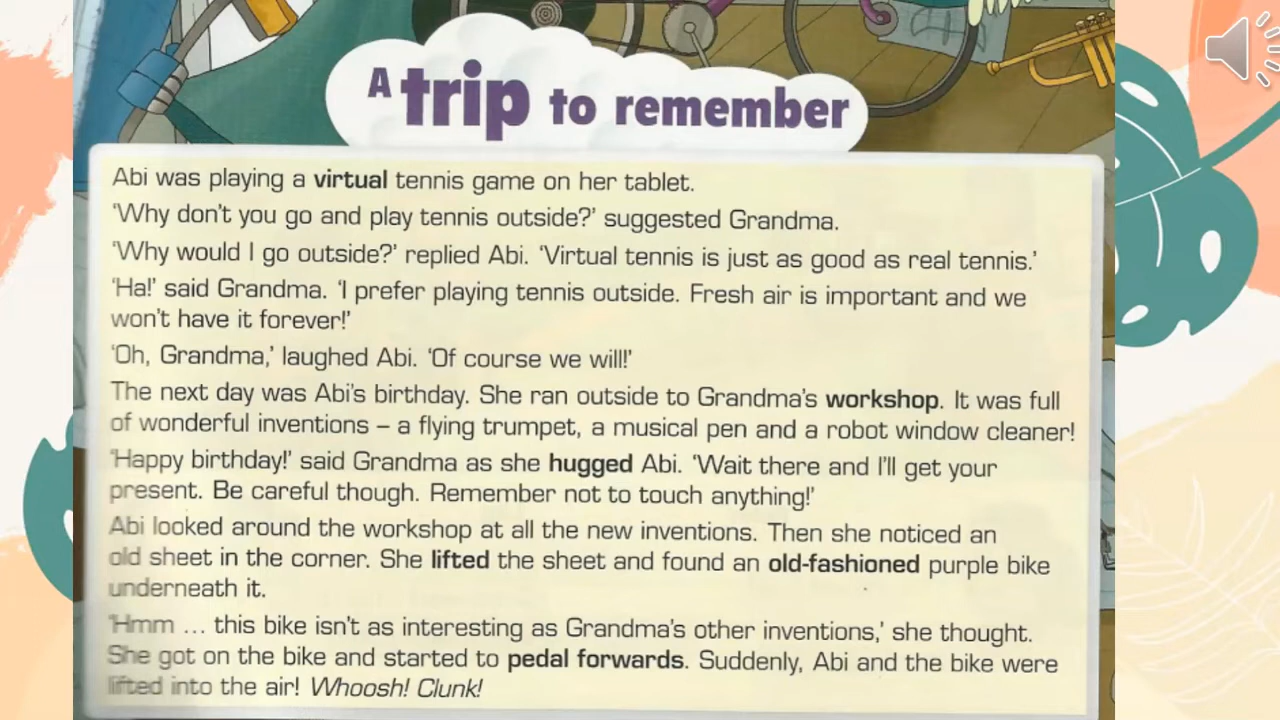 A trip to remember
Abi was playing a virtual tennis game on her tablet.
‘Why don’t you go and play tennis outside?’ suggested Grandma.
‘Why would I go outside?’ replied Abi. ‘Virtual tennis is just as good as real tennis.’
‘Ha!’ said Grandma. ‘I prefer playing tennis outside. Fresh air is important and we
won’t have it forever!’
‘Oh, Grandma,’ laughed Abi. ‘Of course we will!’
The next day was Abi’s birthday. She ran outside to Grandma’s workshop. It was full
of wonderful inventions – a flying trumpet, a musical pen and a robot window cleaner!
‘Happy birthday!’ said Grandma as she hugged Abi. ‘Wait there and I’ll get your
present. Be careful though. Remember not to touch anything!’
Abi looked around the workshop at all the new inventions. Then she noticed an
old sheet in the corner. She lifted the sheet and found an old-fashioned purple bike
underneath it.
‘Hmm … this bike isn’t as interesting as Grandma’s other inventions,’ she thought.
She got on the bike and started to pedal forwards. Suddenly, Abi and the bike were
lifted into the air! Whoosh! Clunk!